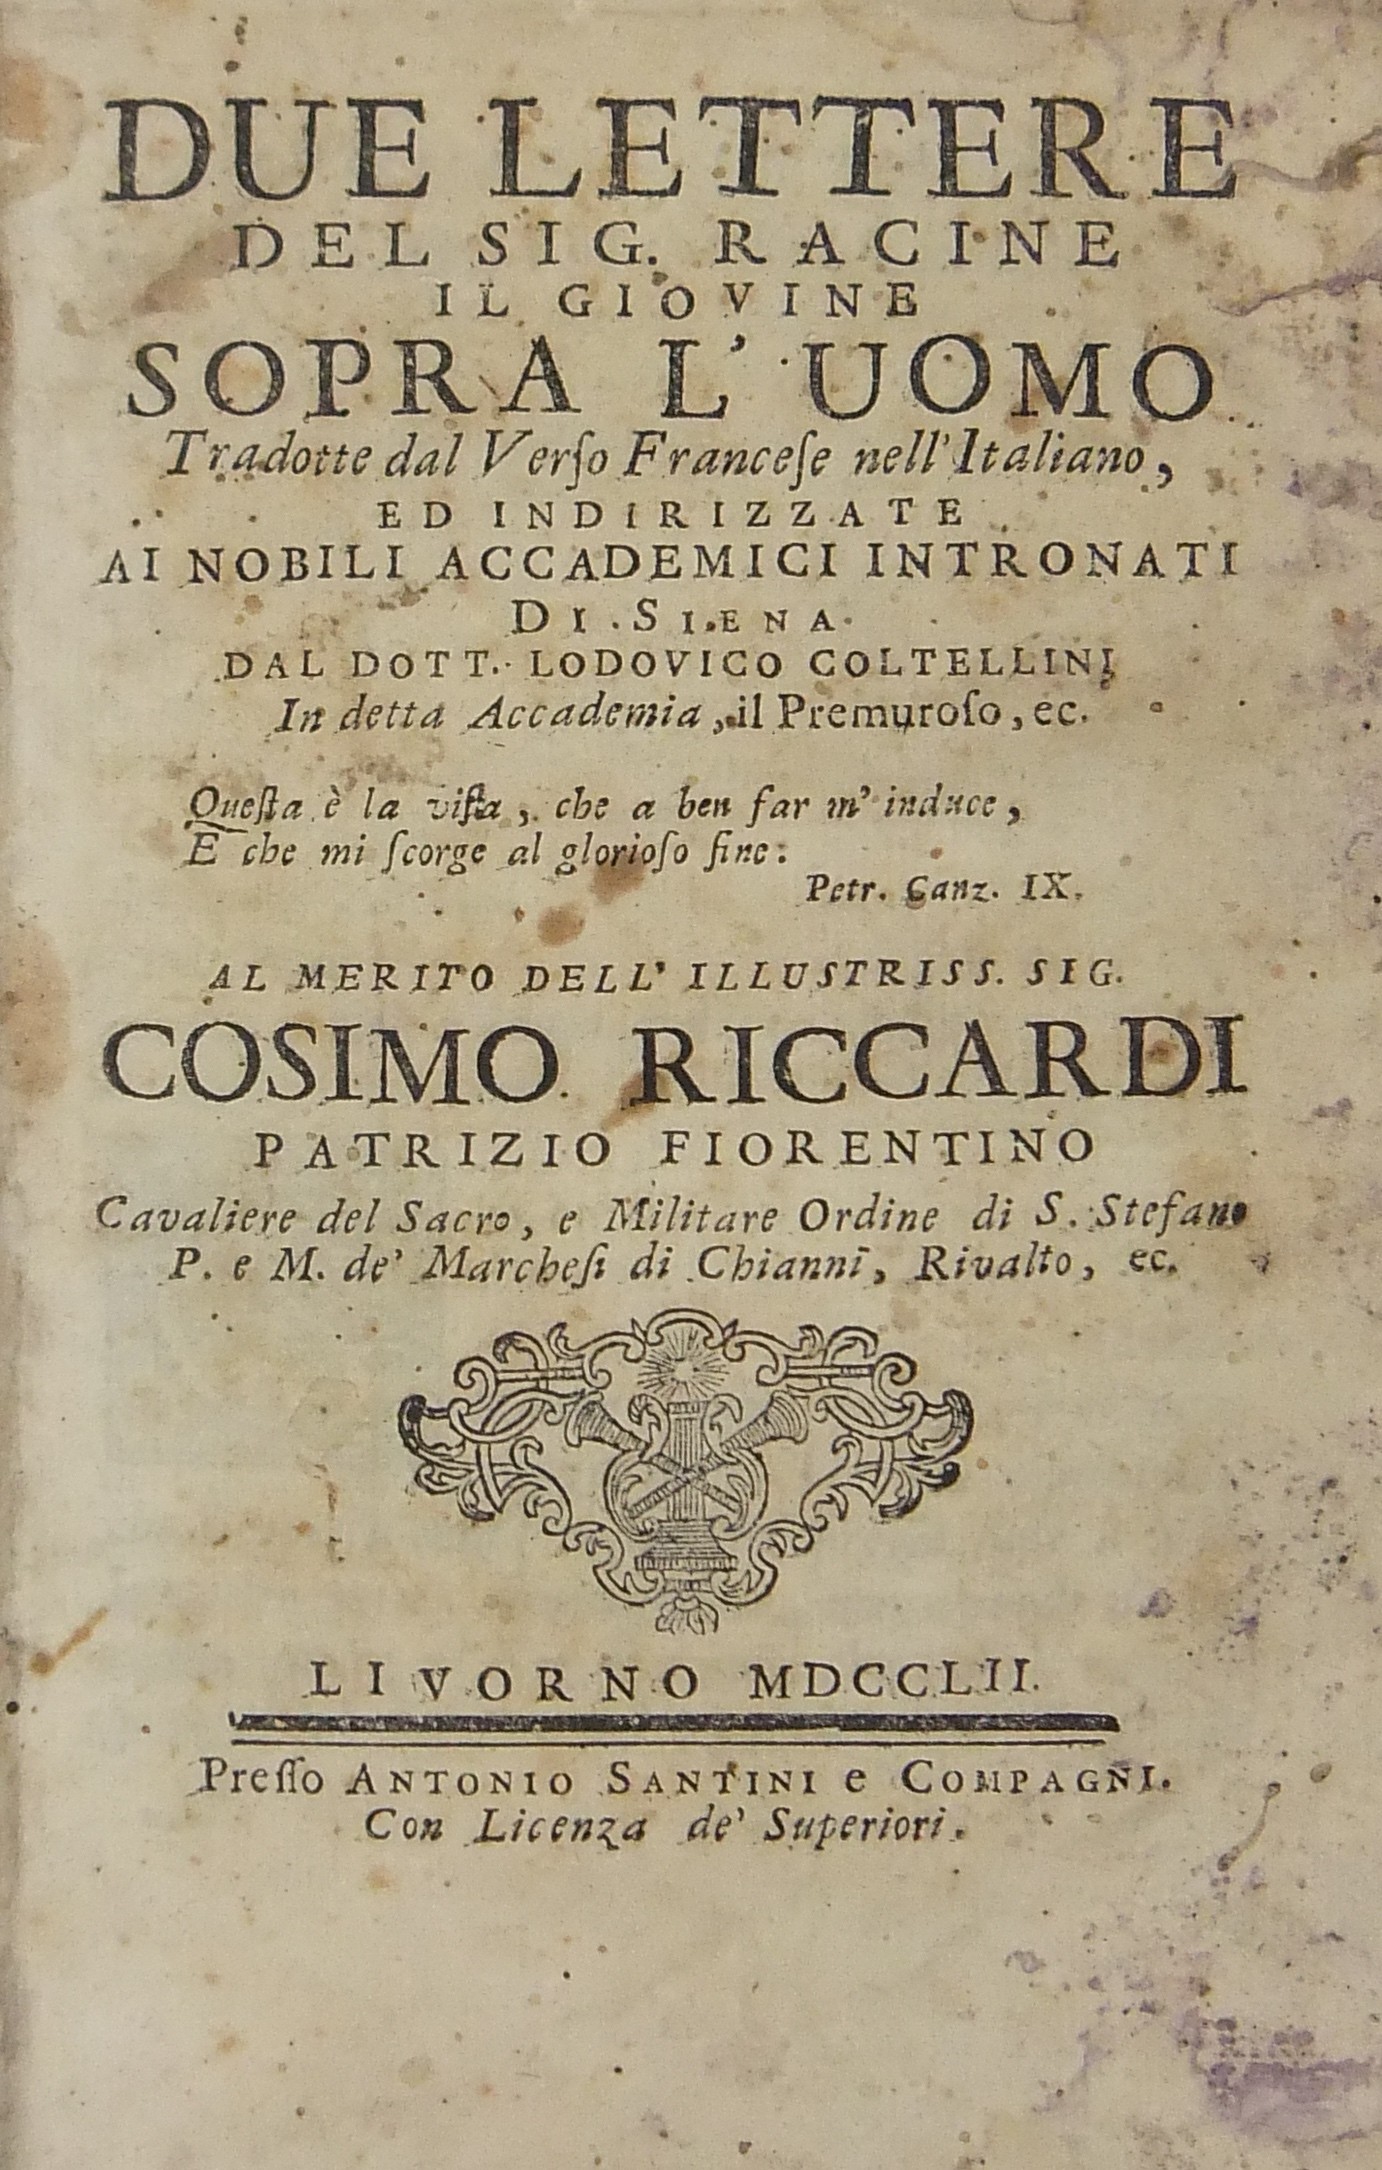 DUE LETTERE
DEL SIG. RACINE
IL GIOVINE
SOPRA L' UOMO
Tradotte dal Verſo Franceſe nell' Italiano,
ED INDIRIZZATE
AI NOBILI ACCADEMICI INTRONATI
DI SIENA
DAL DOTT. LODOVICO COLTELLINI
In detta Accademia, il Premuroſo, ec.
Queſta è la viſta, che a ben far m' induce,
E che mi ſcorge al glorioſo fine.
Petr. Canz. IX.
AL MERITO DELL' ILLUSTRISS. SIG.
COSIMO RICCARDI
PATRIZIO FIORENTINO
Cavaliere del Sacro, e Militare Ordine di S. Stefano
P. e M. de' Marcheſi di Chianni, Rivalto, ec.
LIVORNO MDCCLII.
Preſſo ANTONIO SANTINI e COMPAGNI.
Con Licenza de' Superiori.